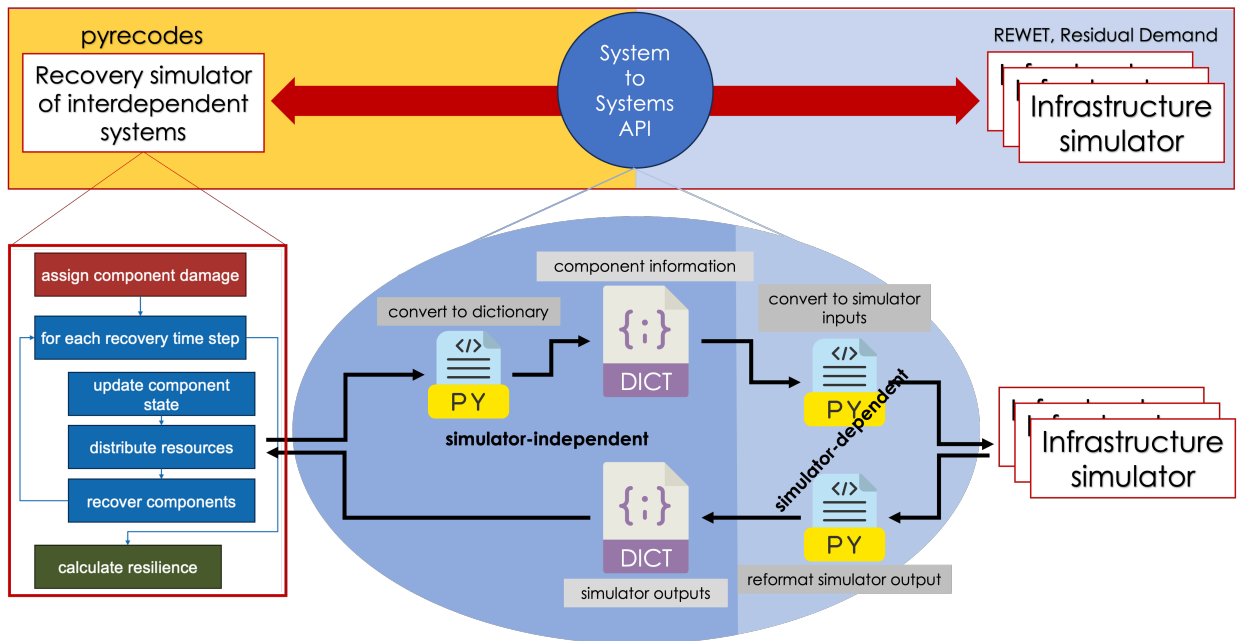 pyrecodes
Recovery simulator
of interdependent
systems
System
to
Systems
API
REWET, Residual Demand
Infrastructure
simulator
assign component damage
for each recovery time step
update component
state
distribute resources
recover components
calculate resilience
component information
convert to dictionary
convert to simulator
inputs
</>
PY
{;}
DICT
</>
PY
simulator-independent
simulator-dependent
{;}
DICT
</>
PY
simulator outputs
reformat simulator output
Infrastructure
simulator